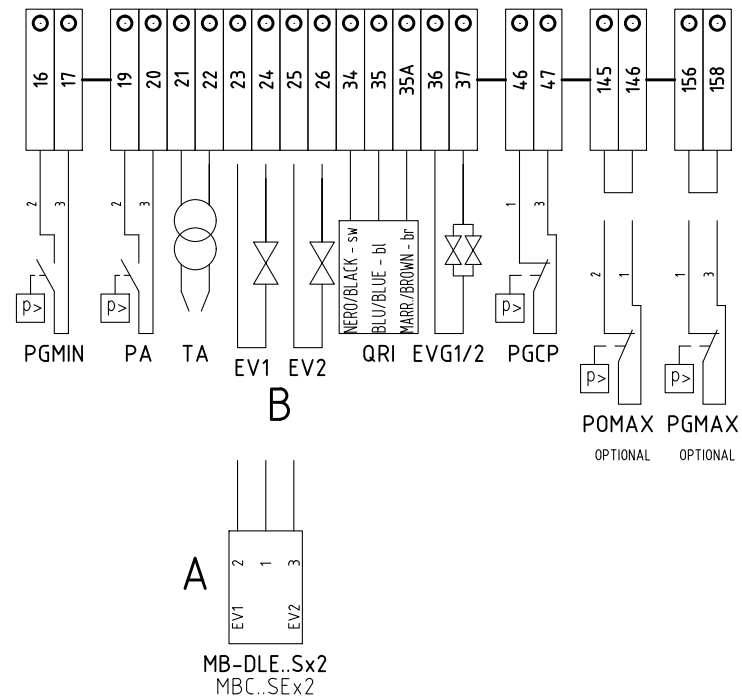 16 17 19 20 21 22 23 24 25 26 34 35 35A 36 37 46 47 145 146 156 158
2 3 2 3 1 3
NERO/BLACK - sw
BLU/BLUE - bl
MARR./BROWN - br
2 1 1 3
p> p> p>
PGMIN PA TA EV1 EV2 QRI EVG1/2 PGCP
p> p>
B
POMAX PGMAX
OPTIONAL OPTIONAL
A
2 1 3
EV1 EV2
MB-DLE..Sx2
MBC..SEx2